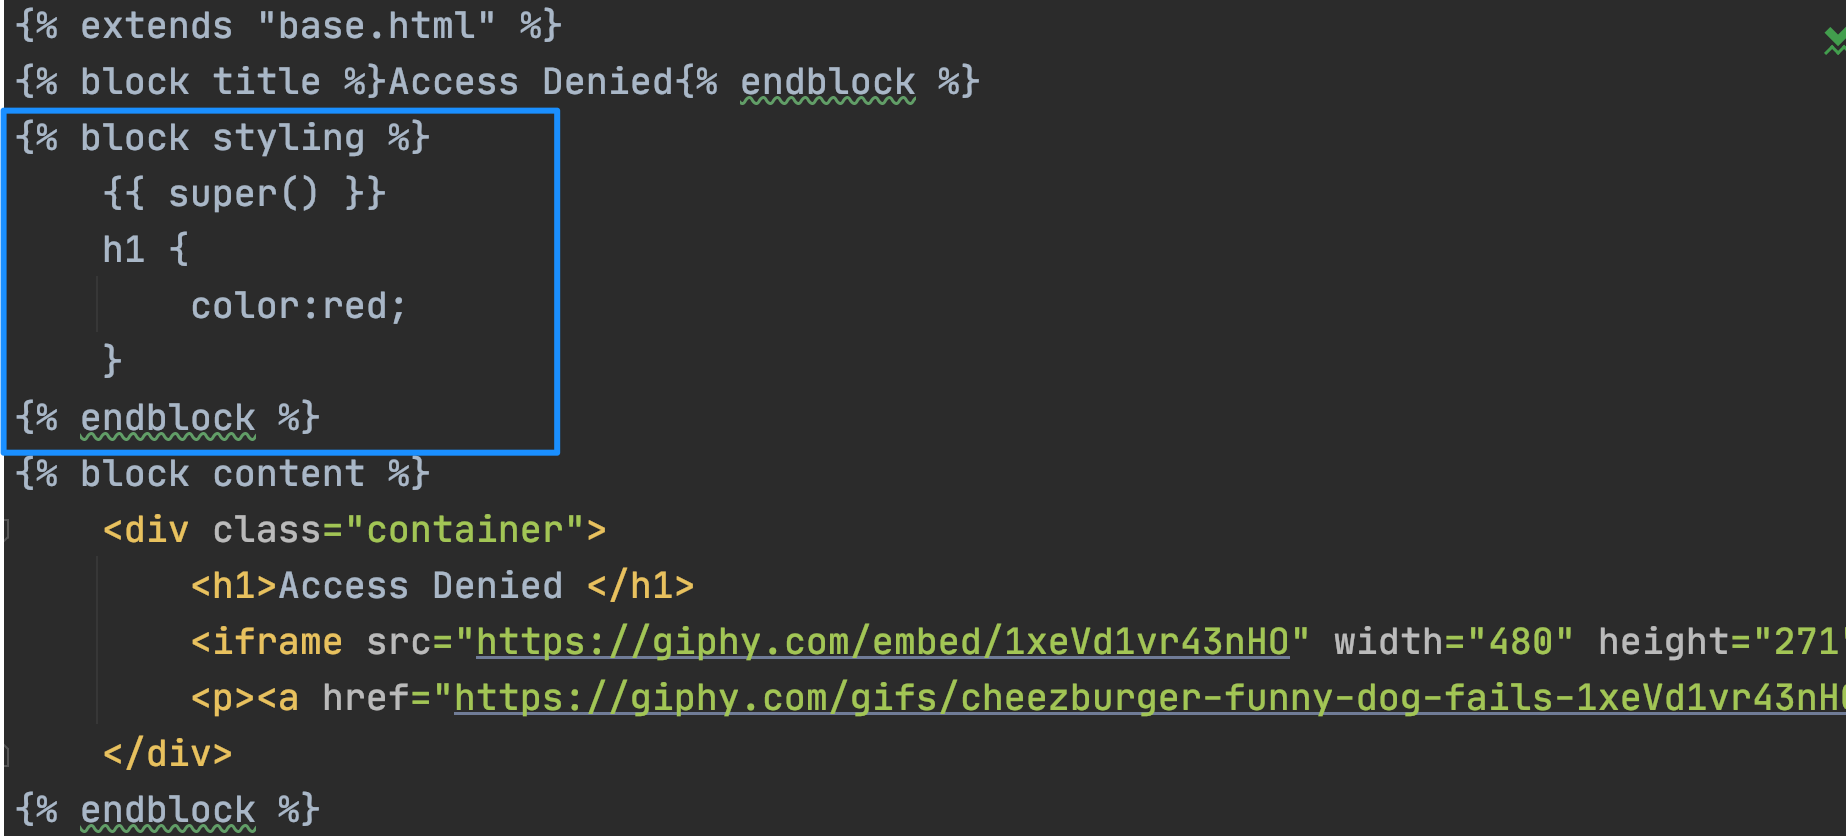 {% extends "base.html" %}
{% block title %}Access Denied{% endblock %}
{% block styling %}
    {{ super() }}
    h1 {
        color:red;
    }
{% endblock %}
{% block content %}
    <div class="container">
        <h1>Access Denied </h1>
        <iframe src="https://giphy.com/embed/1xeVd1vr43nHO" width="480" height="271"
        <p><a href="https://giphy.com/gifs/cheezburger-funny-dog-fails-1xeVd1vr43nHO
    </div>
{% endblock %}